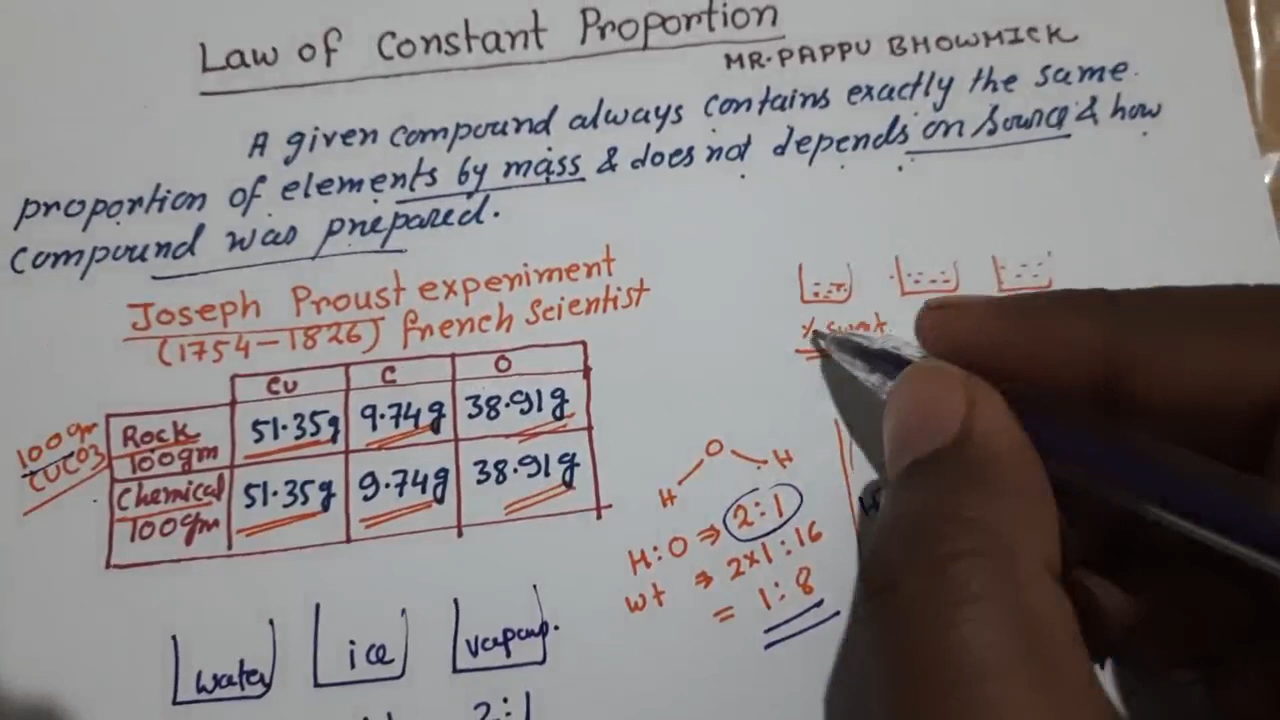 Law of Constant Proportion
MR.PAPPU BHOWMICK
A given compound always contains exactly the same
proportion of elements by mass & does not depends on source & how
compound was prepared.
Joseph Proust experiment
(1754-1826) french Scientist
Cu C O
100gm CUCO3
Rock 100gm 51.35g 9.74g 38.91g
Chemical 100gm 51.35g 9.74g 38.91g
O
H H
H:O ⇒ 2:1
wt ⇒ 2×1:16
= 1:8
water ice
2:1